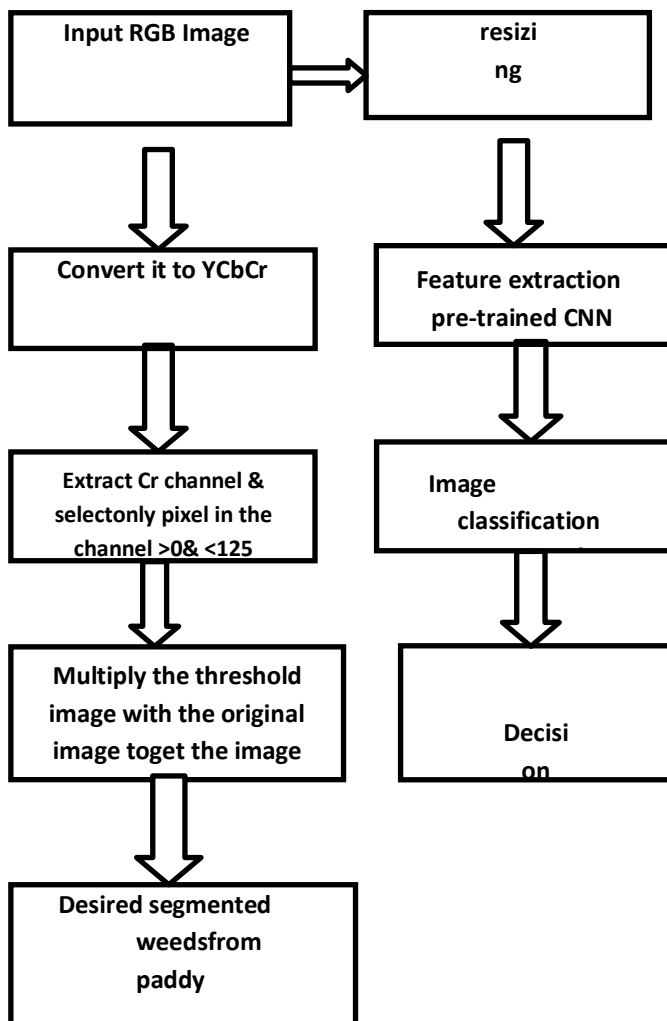 Input RGB Image
resizi
ng
Convert it to YCbCr
Feature extraction
pre-trained CNN
Extract Cr channel &
selectonly pixel in the
channel >0& <125
Image
classification
Multiply the threshold
image with the original
image toget the image
Decisi
on
Desired segmented
weedsfrom
paddy